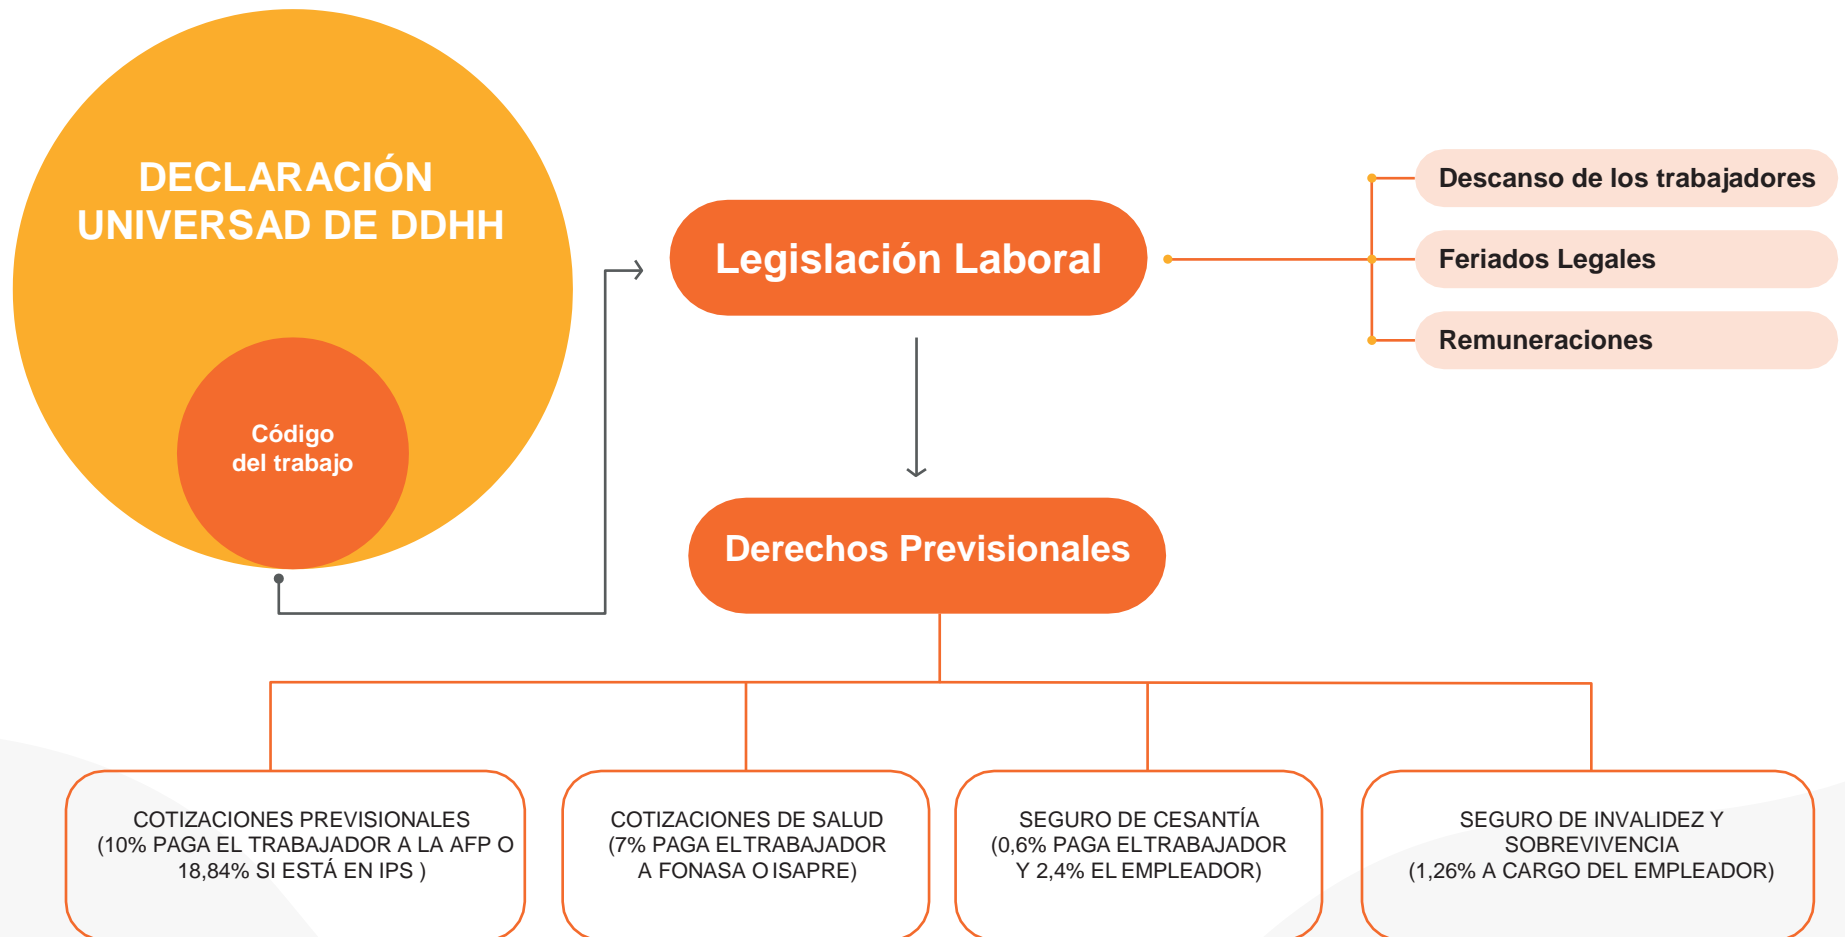 DECLARACIÓN
UNIVERSAD DE DDHH
Código
del trabajo
Legislación Laboral
Descanso de los trabajadores
Feriados Legales
Remuneraciones
Derechos Previsionales
COTIZACIONES PREVISIONALES
(10% PAGA EL TRABAJADOR A LA AFP O
18,84% SI ESTÁ EN IPS )
COTIZACIONES DE SALUD
(7% PAGA EL TRABAJADOR
A FONASA O ISAPRE)
SEGURO DE CESANTÍA
(0,6% PAGA EL TRABAJADOR
Y 2,4% EL EMPLEADOR)
SEGURO DE INVALIDEZ Y
SOBREVIVENCIA
(1,26% A CARGO DEL EMPLEADOR)